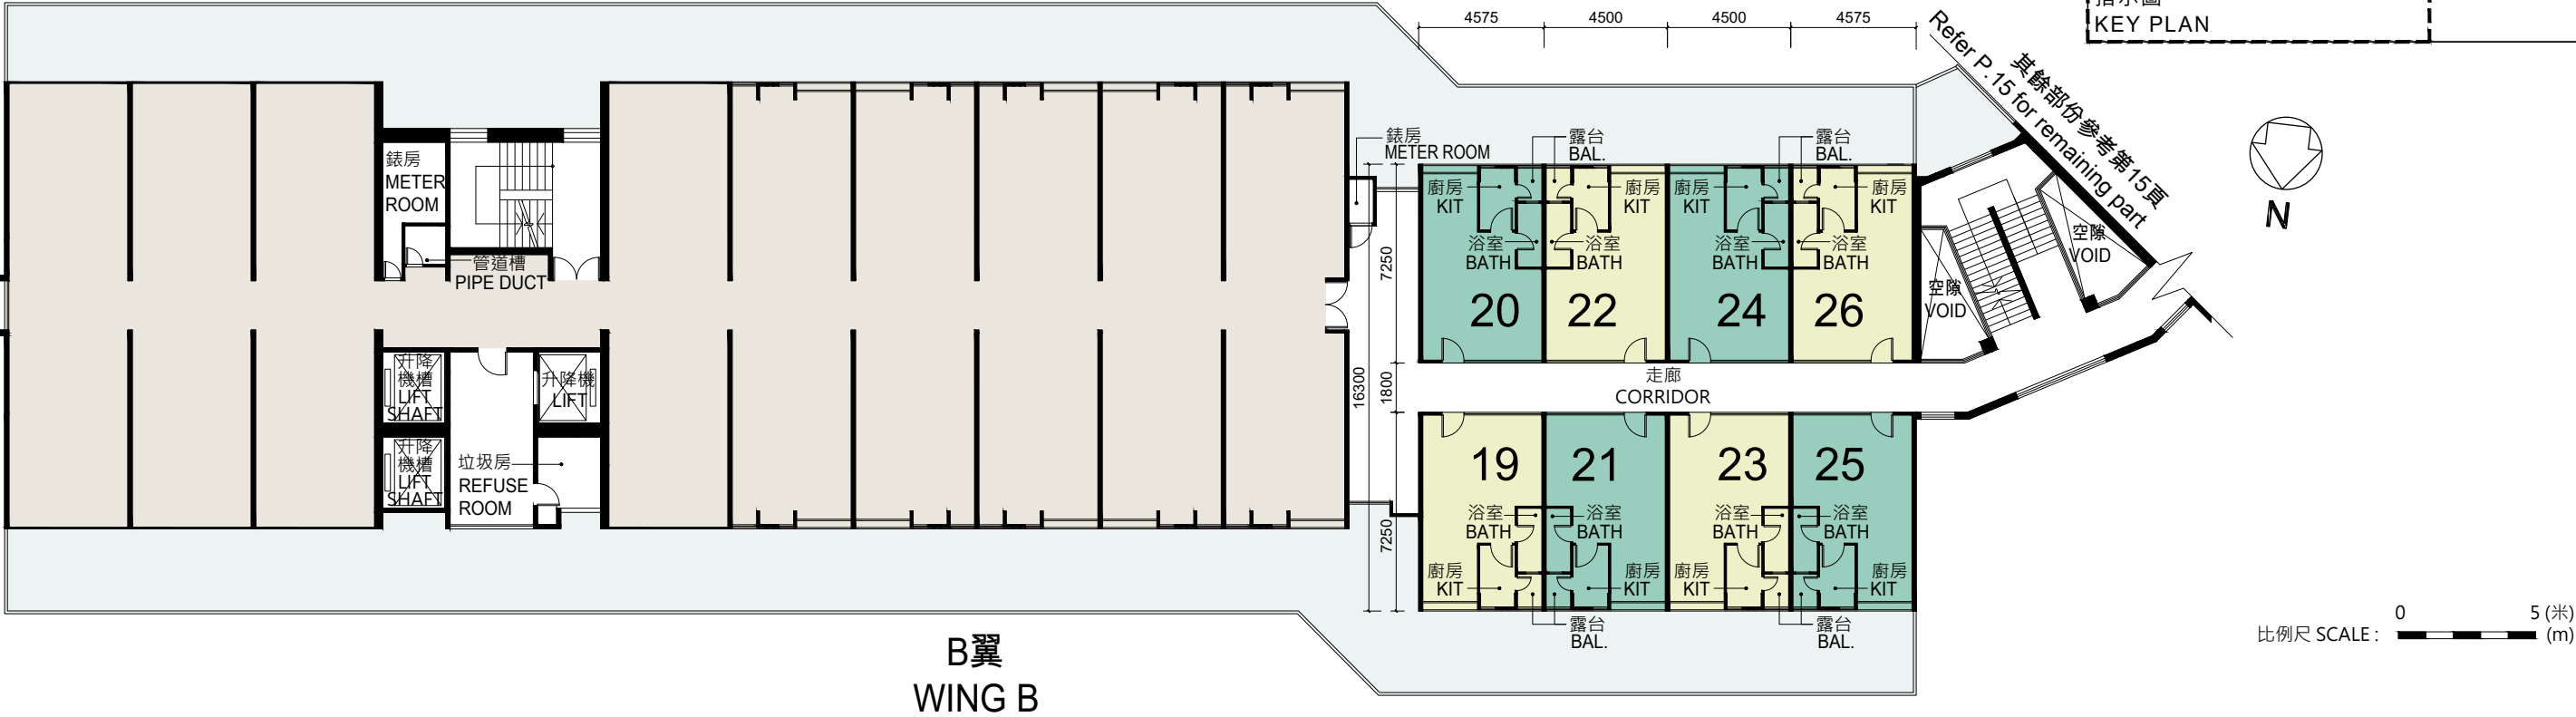 4575
4500
4500
4575
指示圖
KEY PLAN
Refer P.15 for remaining part
其餘部份參考第15頁
N
錶房
METER
ROOM
管道槽
PIPE DUCT
升降
機槽
LIFT
SHAFT
升降機
LIFT
升降
機槽
LIFT
SHAFT
垃圾房
REFUSE
ROOM
錶房
METER ROOM
露台
BAL.
露台
BAL.
廚房
KIT
廚房
KIT
廚房
KIT
廚房
KIT
浴室
BATH
浴室
BATH
浴室
BATH
浴室
BATH
20
22
24
26
空隙
VOID
空隙
VOID
7250
16300
1800
7250
走廊
CORRIDOR
19
21
23
25
浴室
BATH
浴室
BATH
浴室
BATH
浴室
BATH
廚房
KIT
廚房
KIT
廚房
KIT
廚房
KIT
露台
BAL.
露台
BAL.
B翼
WING B
0 5 (米)
比例尺 SCALE : (m)